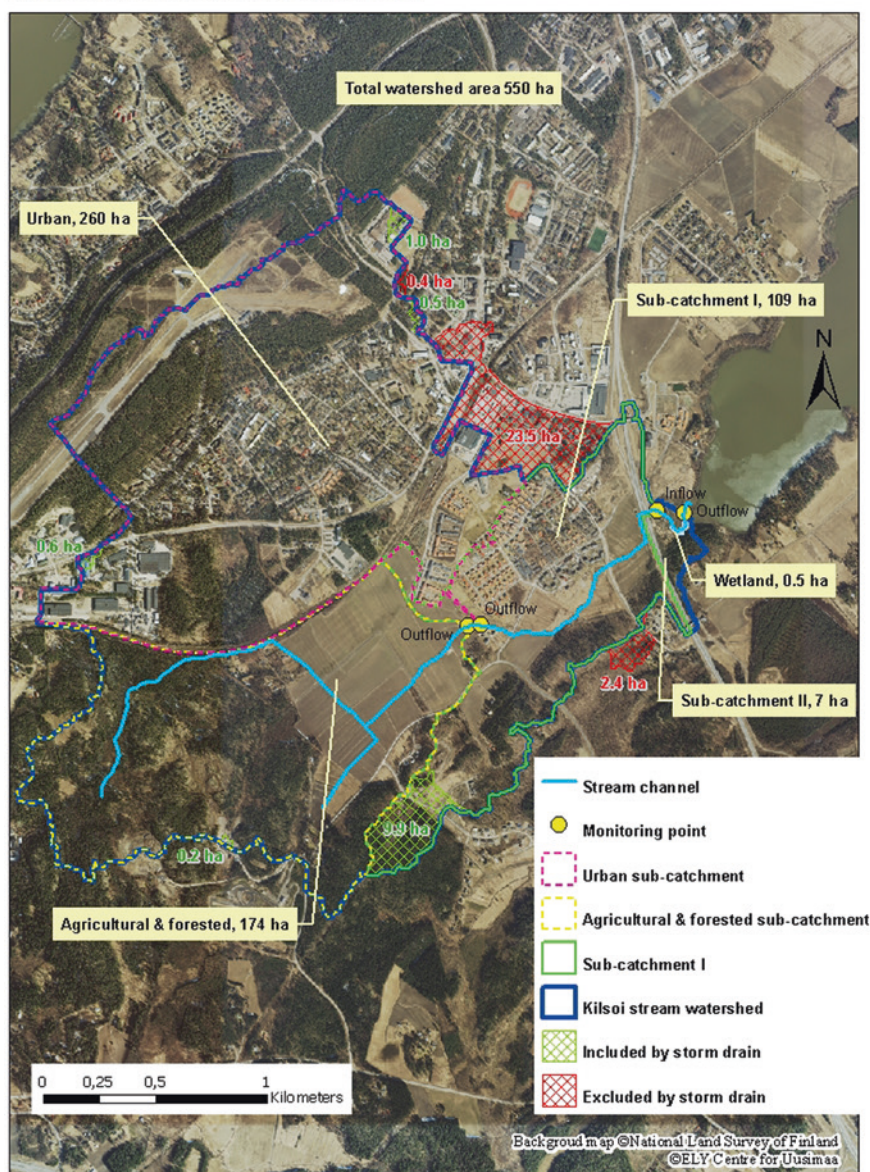 Total watershed area 550 ha
Urban, 260 ha
1.0 ha
0.4 ha
0.5 ha
Sub-catchment I, 109 ha
N
23.5 ha
Inflow
Outflow
0.6 ha
Wetland, 0.5 ha
Outflow
Outflow
2.4 ha
Sub-catchment II, 7 ha
9.9 ha
0.2 ha
Agricultural & forested, 174 ha
Stream channel
Monitoring point
Urban sub-catchment
Agricultural & forested sub-catchment
Sub-catchment I
Kilsoi stream watershed
Included by storm drain
Excluded by storm drain
0 0,25 0,5 1
Kilometers
Backgroud map ©National Land Survey of Finland
©ELY Centre for Uusimaa